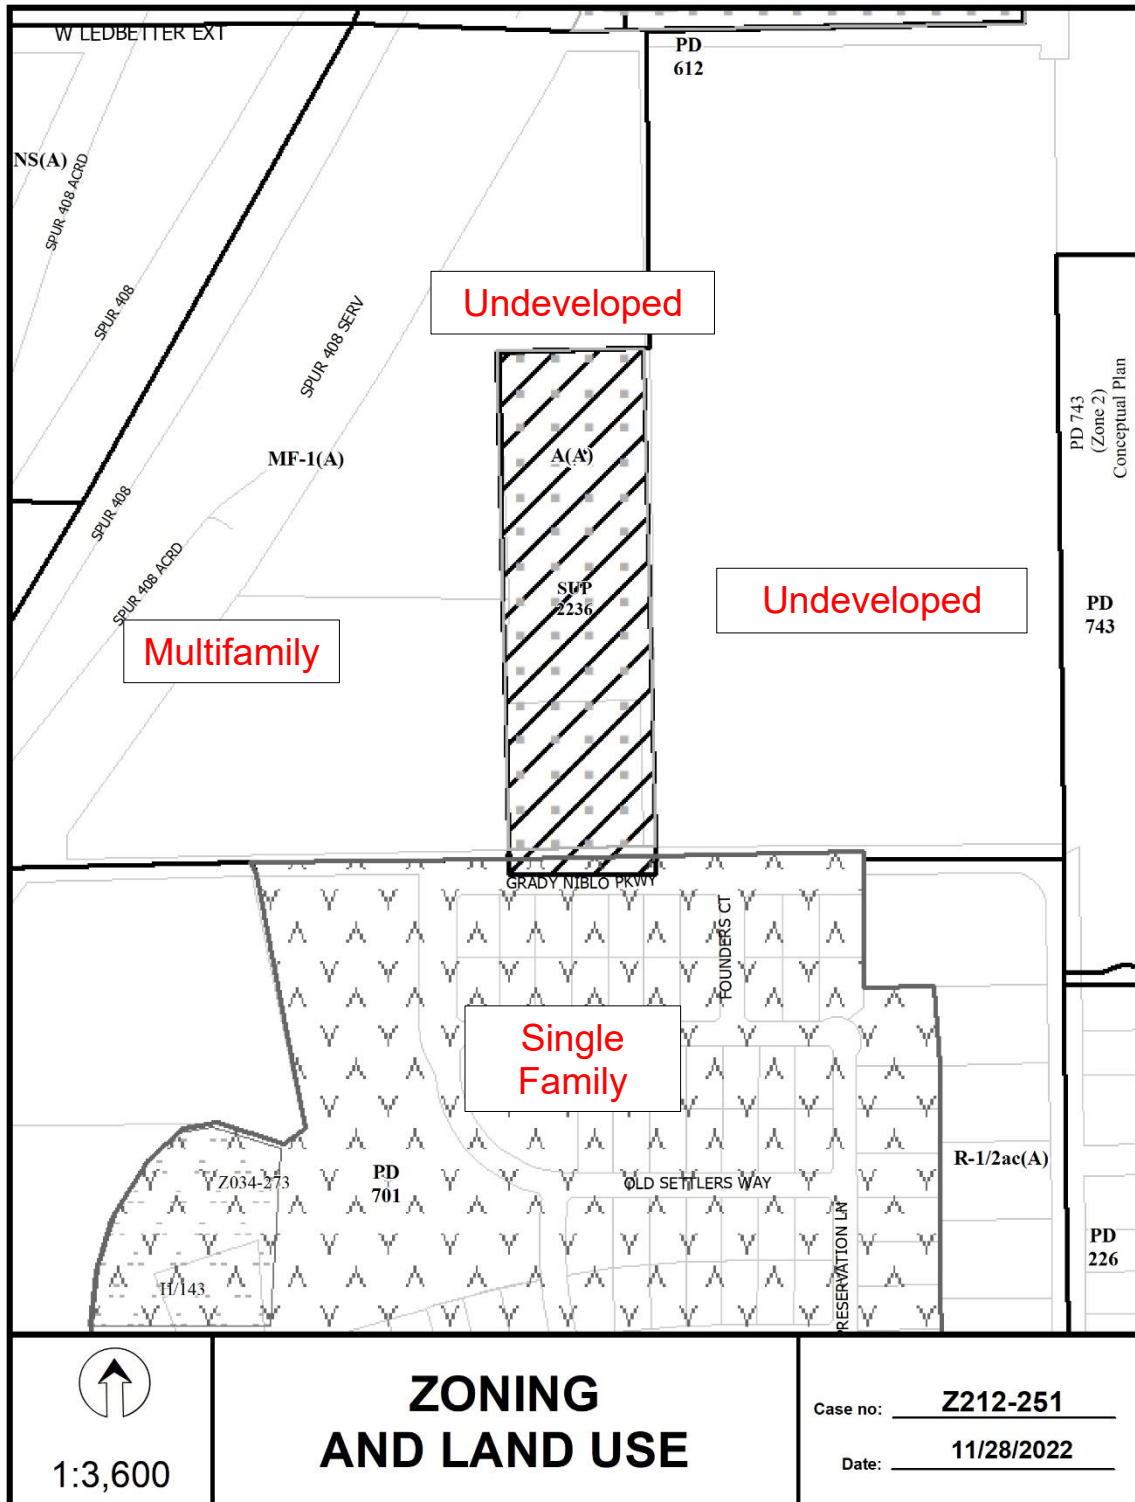 W LEDBETTER EXT
PD
612
NS(A)
SPUR 408 ACRD
SPUR 408
SPUR 408 SERV
Undeveloped
PD 743
(Zone 2)
Conceptual Plan
A(A)
MF-1(A)
SPUR 408
SPUR 408 ACRD
SUP
2236
Undeveloped
PD
743
Multifamily
GRADY NIBLO PKWY
FOUNDERS CT
Single
Family
R-1/2ac(A)
Z034-273
PD
701
OLD SETTLERS WAY
PRESERVATION LN
PD
226
H/143
1:3,600
ZONING
AND LAND USE
Case no: Z212-251
Date: 11/28/2022